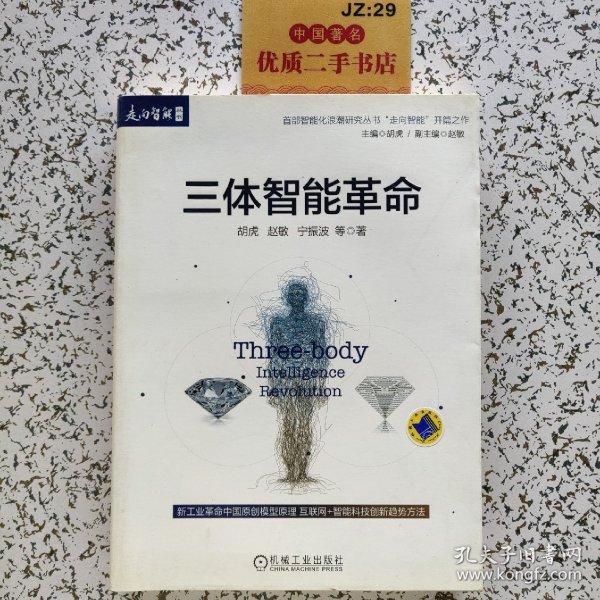 JZ:29
中国著名
优质二手书店
走向智能
丛书
首部智能化浪潮研究丛书“走向智能”开篇之作
主编◎胡虎 / 副主编◎赵敏
三体智能革命
胡虎 赵敏 宁振波 等◎著
Three-body
Intelligence
Revolution
新工业革命中国原创模型原理 互联网+智能科技创新趋势方法
机械工业出版社
CHINA MACHINE PRESS
孔夫子旧书网
www.kongfz.com